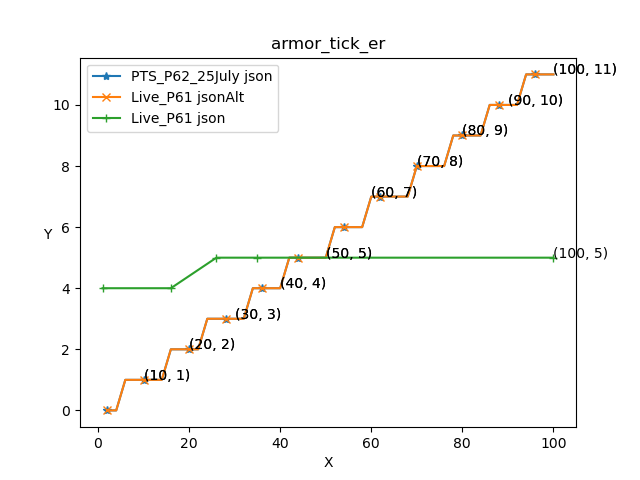 armor_tick_er
PTS_P62_25July json
Live_P61 jsonAlt
Live_P61 json
(100, 11)
(90, 10)
(80, 9)
(70, 8)
(60, 7)
(50, 5)
(100, 5)
(40, 4)
(30, 3)
(20, 2)
(10, 1)
10
8
6
4
2
0
Y
0 20 40 60 80 100
X